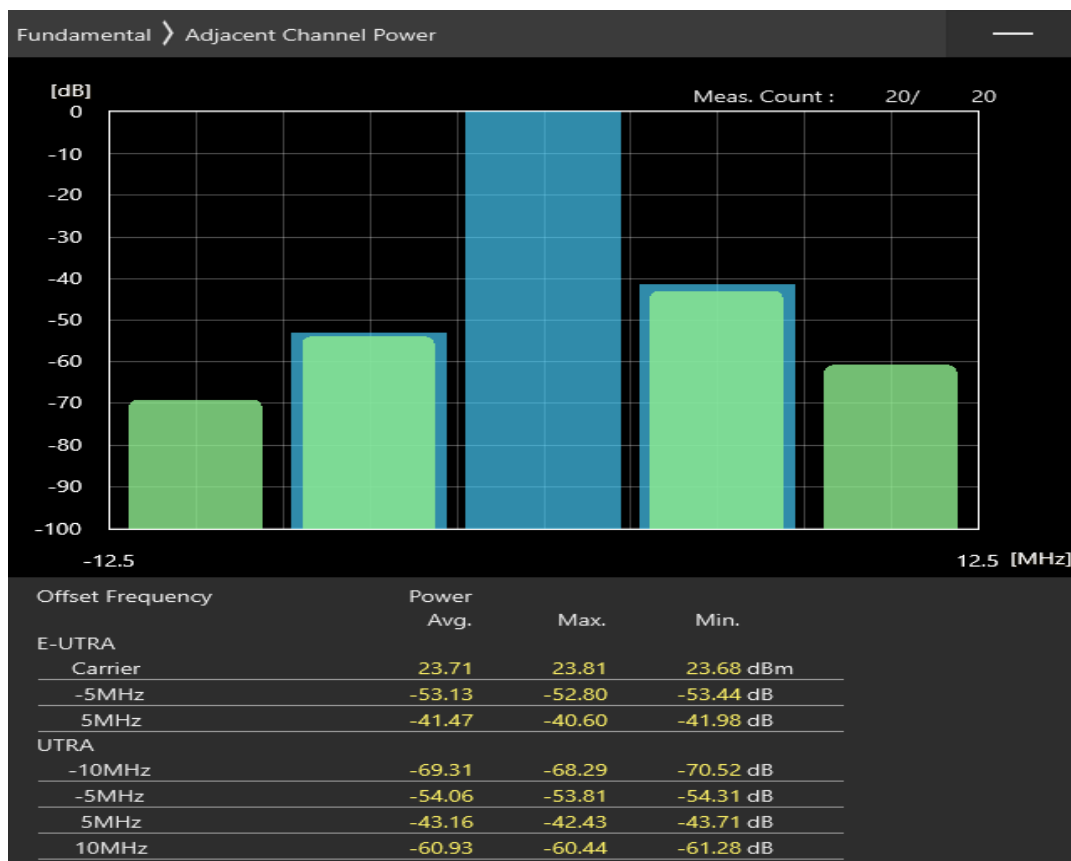 Fundamental 〉 Adjacent Channel Power
[dB]
Meas. Count : 20/ 20
0
-10
-20
-30
-40
-50
-60
-70
-80
-90
-100
-12.5 12.5 [MHz]
Offset Frequency Power
Avg. Max. Min.
E-UTRA
Carrier 23.71 23.81 23.68 dBm
-5MHz -53.13 -52.80 -53.44 dB
5MHz -41.47 -40.60 -41.98 dB
UTRA
-10MHz -69.31 -68.29 -70.52 dB
-5MHz -54.06 -53.81 -54.31 dB
5MHz -43.16 -42.43 -43.71 dB
10MHz -60.93 -60.44 -61.28 dB